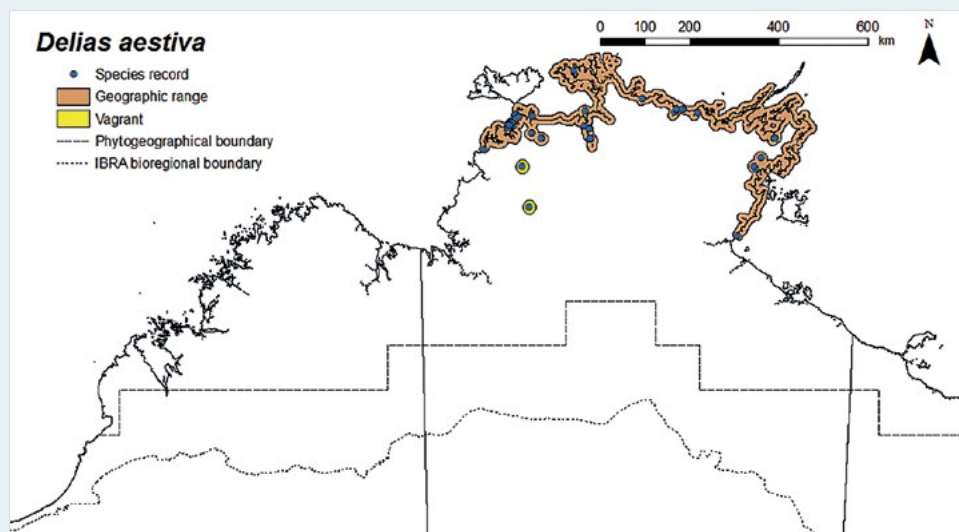 Delias aestiva
Species record
Geographic range
Vagrant
Phytogeographical boundary
IBRA bioregional boundary
0 100 200 400 600
km
N